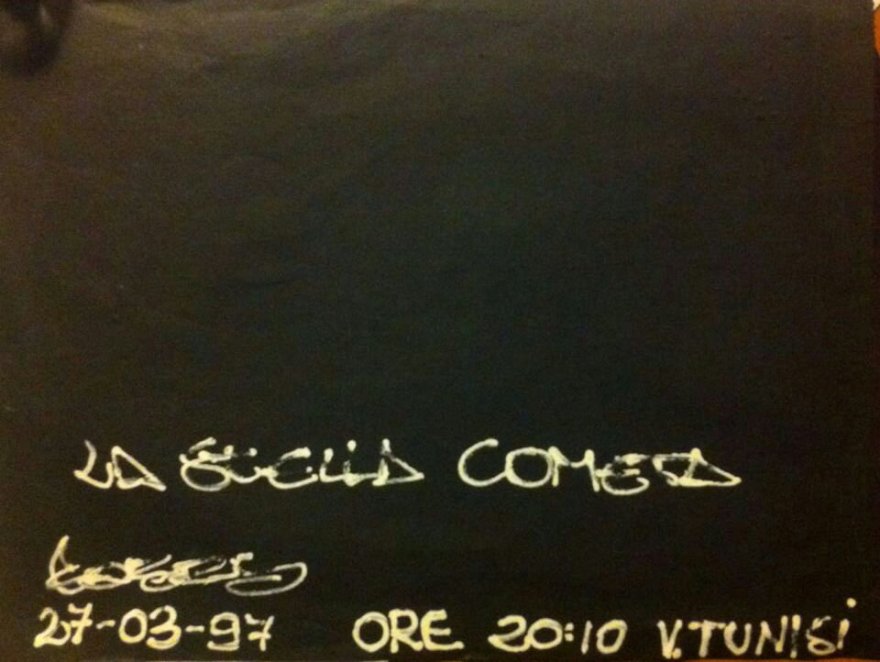 LA STELLA COMETA
27-03-97 ORE 20:10 V.TUNISI